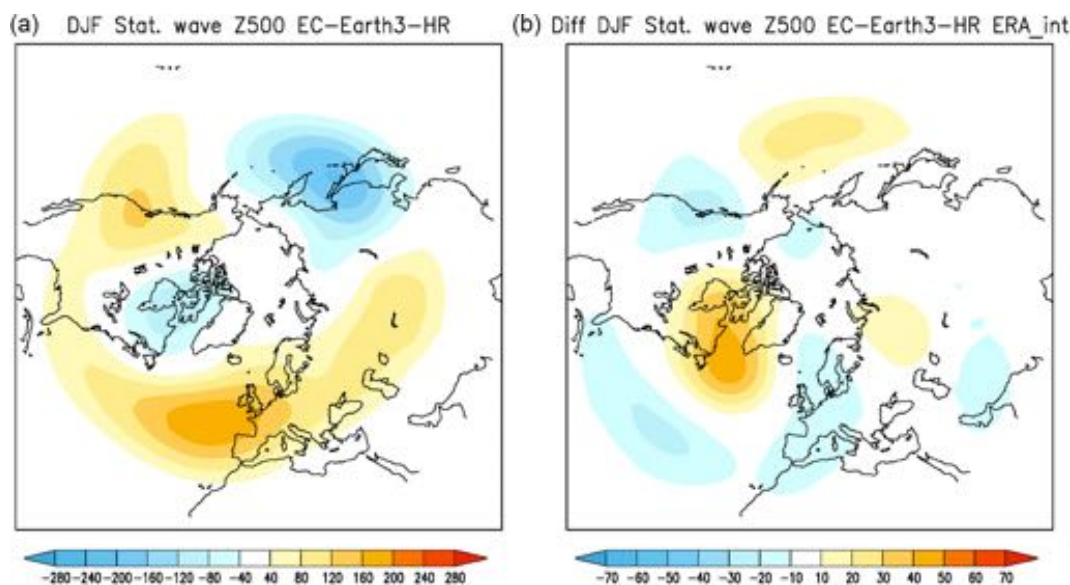 (a) DJF Stat. wave Z500 EC-Earth3-HR
(b) Diff DJF Stat. wave Z500 EC-Earth3-HR ERA_int
-280 -200 -160 -120 -80 -40 40 80 120 160 200 240 280
-70 -50 -40 -30 -20 -10 10 20 30 40 50 60 70